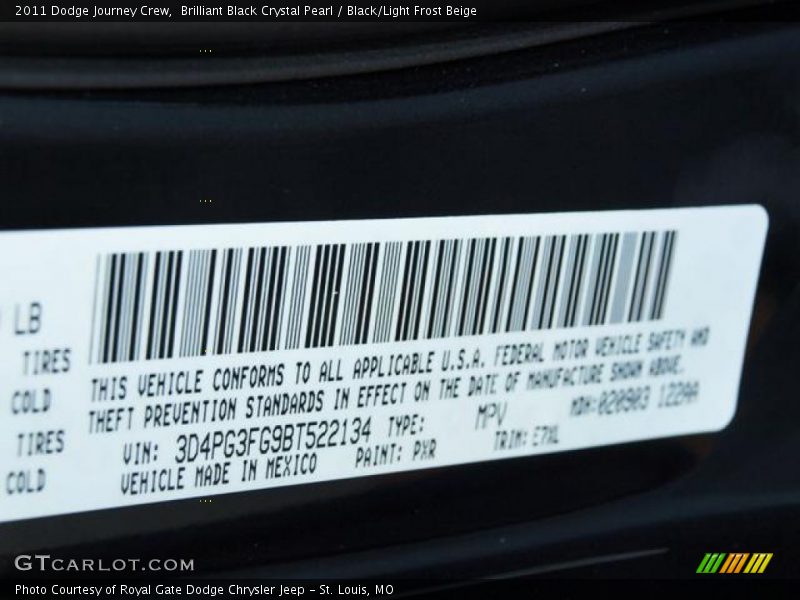 2011 Dodge Journey Crew,  Brilliant Black Crystal Pearl / Black/Light Frost Beige
LB
TIRES
COLD
TIRES
COLD
THIS VEHICLE CONFORMS TO ALL APPLICABLE U.S.A. FEDERAL MOTOR VEHICLE SAFETY AND
THEFT PREVENTION STANDARDS IN EFFECT ON THE DATE OF MANUFACTURE SHOWN ABOVE.
VIN: 3D4PG3FG9BT522134 TYPE: MPV MDH:020903 122AA
VEHICLE MADE IN MEXICO PAINT: PXR TRIM: E7XL
GTCARLOT.COM
Photo Courtesy of Royal Gate Dodge Chrysler Jeep - St. Louis, MO